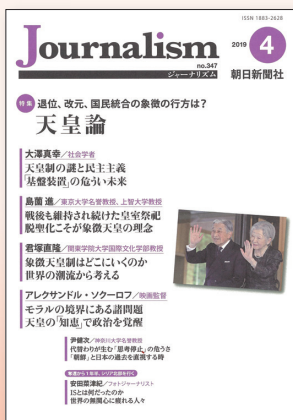 ISSN 1883-2628
Journalism
no.347
ジャーナリズム
2019
4
朝日新聞社
特集 退位、改元、国民統合の象徴の行方は？
天皇論
大澤真幸／社会学者
天皇制の謎と民主主義
「基盤装置」の危うい未来
島薗 進／東京大学名誉教授、上智大学教授
戦後も維持され続けた皇室祭祀
脱聖化こそが象徴天皇の理念
君塚直隆／関東学院大学国際文化学部教授
象徴天皇制はどこにいくのか
世界の潮流から考える
アレクサンドル・ソクーロフ／映画監督
モラルの境界にある諸問題
天皇の「知恵」で政治を覚醒
尹健次／神奈川大学名誉教授
代替わりが生む「思考停止」の危うさ
「朝鮮」と日本の過去を直視する時
安田菜津紀／フォトジャーナリスト
ISとは何だったのか
世界の無関心に疲れる人々